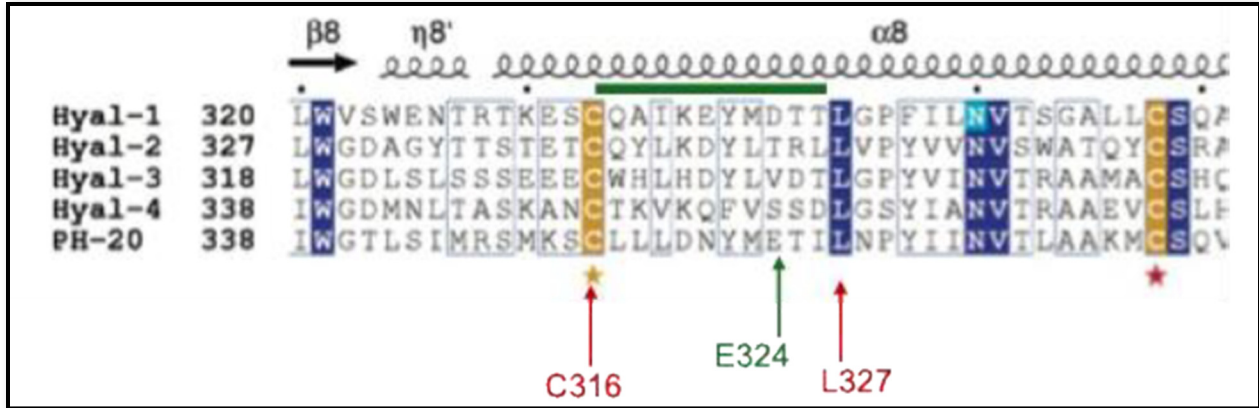 β8 η8' α8
Hyal-1 320 LWVSWENTRTKESCQAIKEYMDTTLGPFILNVTSGALLCSQA
Hyal-2 327 LWGDAGYTTSTETCQYLKDYLTRLLVPYVVNVSWATQYCSRA
Hyal-3 318 LWGDLSLSSSEEECWHLHDYLVDTLGPYVINVTRAAMACSHC
Hyal-4 338 IWGDMNLTASKANCTKVKQFVSSDLGSYIANVTRAAEVCSLH
PH-20 338 IWGTLSIMRSMKSCLLLDNYMETILNPYIINVTLAAKMCSQV
E324
C316 L327